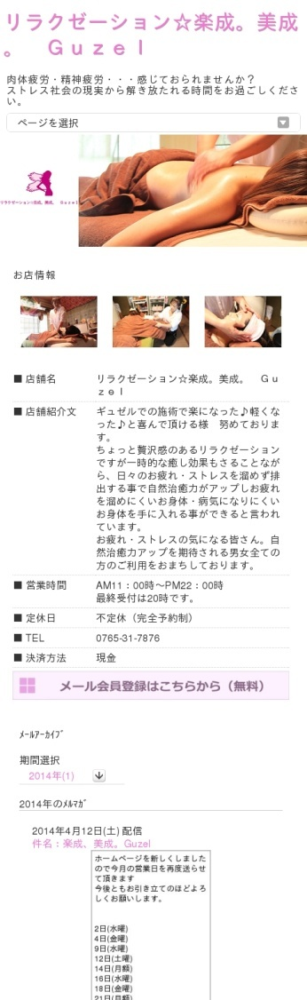 リラクゼーション☆楽成。美成
。　Ｇｕｚｅｌ
肉体疲労・精神疲労・・・感じておられませんか？
ストレス社会の現実から解き放たれる時間をお過ごしくださ
い。
ページを選択
リラクゼーション☆楽成。美成。　Ｇｕｚｅｌ
お店情報
■ 店舗名
リラクゼーション☆楽成。美成。　Ｇｕ
ｚｅｌ
■ 店舗紹介文
ギュゼルでの施術で楽になった♪軽くな
った♪と喜んで頂ける様　努めておりま
す。
ちょっと贅沢感のあるリラクゼーション
ですが一時的な癒し効果もさることなが
ら、日々のお疲れ・ストレスを溜めず排
出する事で自然治癒力がアップしお疲れ
を溜めにくいお身体・病気になりにくい
お身体を手に入れる事ができると言われ
ています。
お疲れ・ストレスの気になる皆さん。自
然治癒力アップを期待される男女全ての
方のご利用をおまちしております。
■ 営業時間
AM11：00時～PM22：00時
最終受付は20時です。
■ 定休日
不定休（完全予約制）
■ TEL
0765-31-7876
■ 決済方法
現金
メール会員登録はこちらから（無料）
ﾒｰﾙｱｰｶｲﾌﾞ
期間選択
2014年(1)
2014年のﾒﾙﾏｶﾞ
2014年4月12日(土) 配信
件名：楽成、美成。Guzel
ホームページを新しくしました
ので今月の営業日を再度送らせ
て頂きます
今後ともお引き立てのほどよろ
しくお願いします。
2日(水曜)
4日(金曜)
9日(水曜)
12日(土曜)
14日(月額)
16日(水曜)
18日(金曜)
21日(月額)